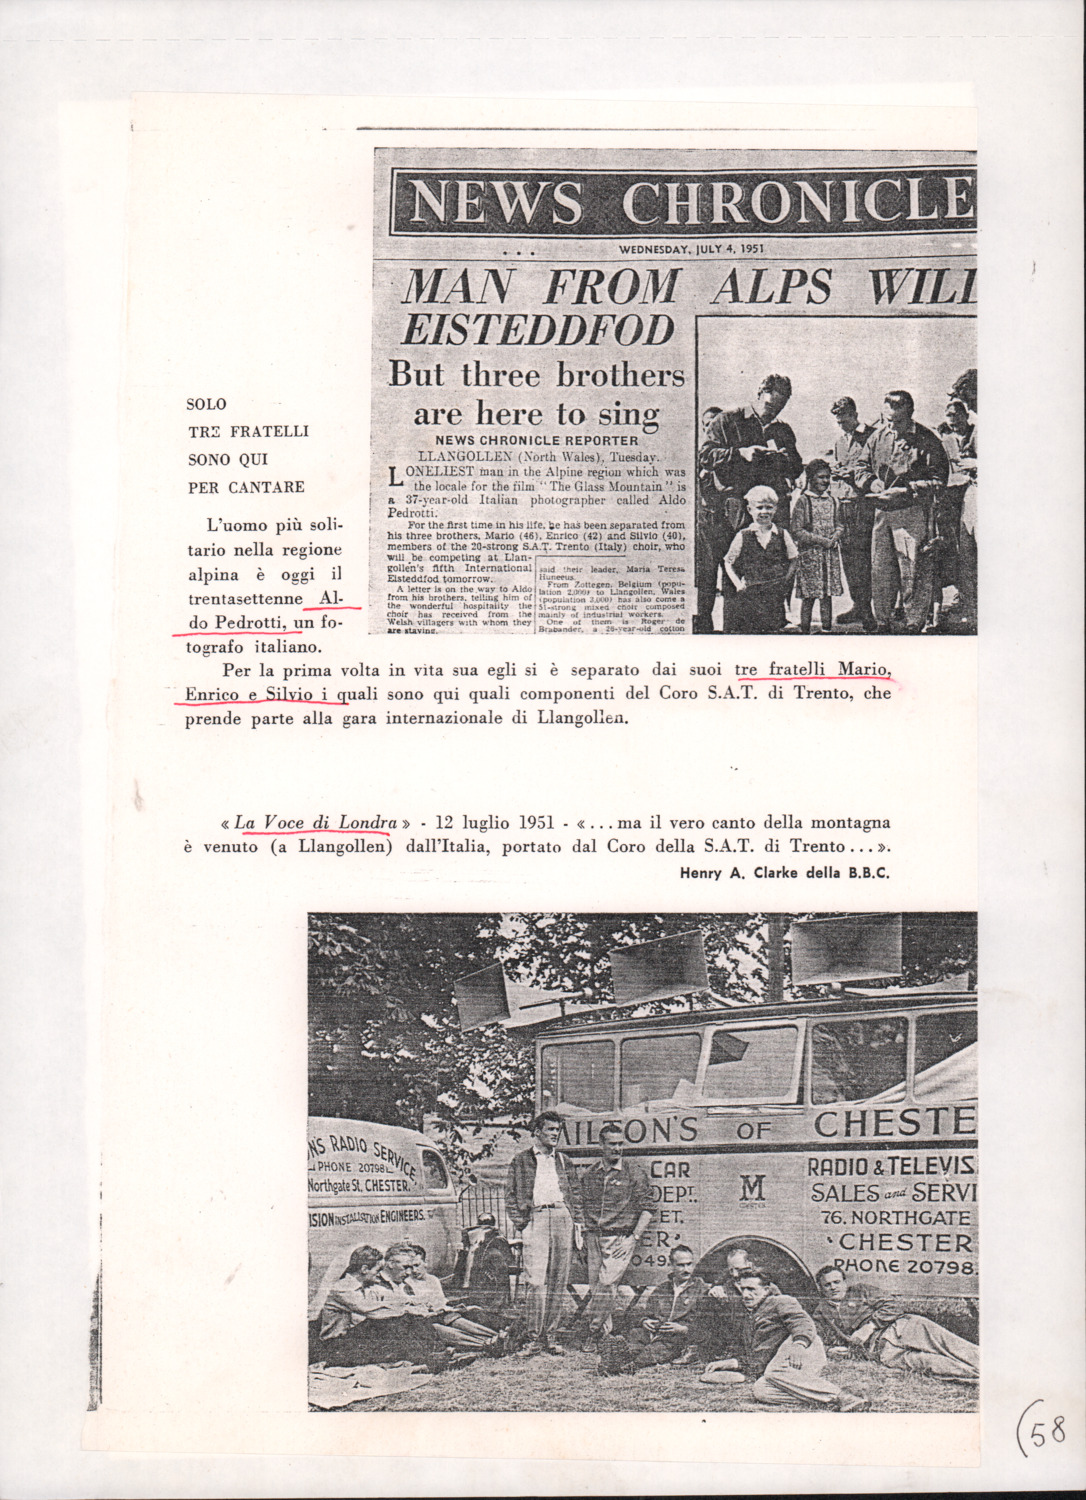 NEWS CHRONICLE
WEDNESDAY, JULY 4, 1951
MAN FROM ALPS WILL
EISTEDDFOD
But three brothers
are here to sing
NEWS CHRONICLE REPORTER
LLANGOLLEN (North Wales), Tuesday.
LONELIEST man in the Alpine region which was
the locale for the film "The Glass Mountain" is
a 37-year-old Italian photographer called Aldo
Pedrotti.
For the first time in his life, he has been separated from
his three brothers, Mario (46), Enrico (42) and Silvio (40),
members of the 20-strong S.A.T. Trento (Italy) choir, who
will be competing at Llan-
gollen's fifth International
Eisteddfod tomorrow.
A letter is on the way to Aldo
from his brothers, telling him of
the wonderful hospitality the
choir has received from the
Welsh villagers with whom they
are staying.
said their leader, Maria Teresa
Huneeus.
From Zottegen, Belgium (popu-
lation 2,000) to Llangollen, Wales
(population 3,000) has also come a
51-strong mixed choir composed
mainly of industrial workers.
One of them is Roger de
Brabander, a 20-year-old cotton
SOLO
TRE FRATELLI
SONO QUI
PER CANTARE
L'uomo più soli-
tario nella regione
alpina è oggi il
trentasettenne Al-
do Pedrotti, un fo-
tografo italiano.
Per la prima volta in vita sua egli si è separato dai suoi tre fratelli Mario,
Enrico e Silvio i quali sono qui quali componenti del Coro S.A.T. di Trento, che
prende parte alla gara internazionale di Llangollen.
« La Voce di Londra » - 12 luglio 1951 - « ...ma il vero canto della montagna
è venuto (a Llangollen) dall'Italia, portato dal Coro della S.A.T. di Trento ... ».
Henry A. Clarke della B.B.C.
N'S RADIO SERVICE
PHONE 20798
Northgate St, CHESTER.
ISION INSTALLATION ENGINEERS.
OF CHESTE
CAR
DEPT.
ET.
ER
049
M
RADIO & TELEVIS
SALES and SERVI
76. NORTHGATE
CHESTER
PHONE 20798.
(58